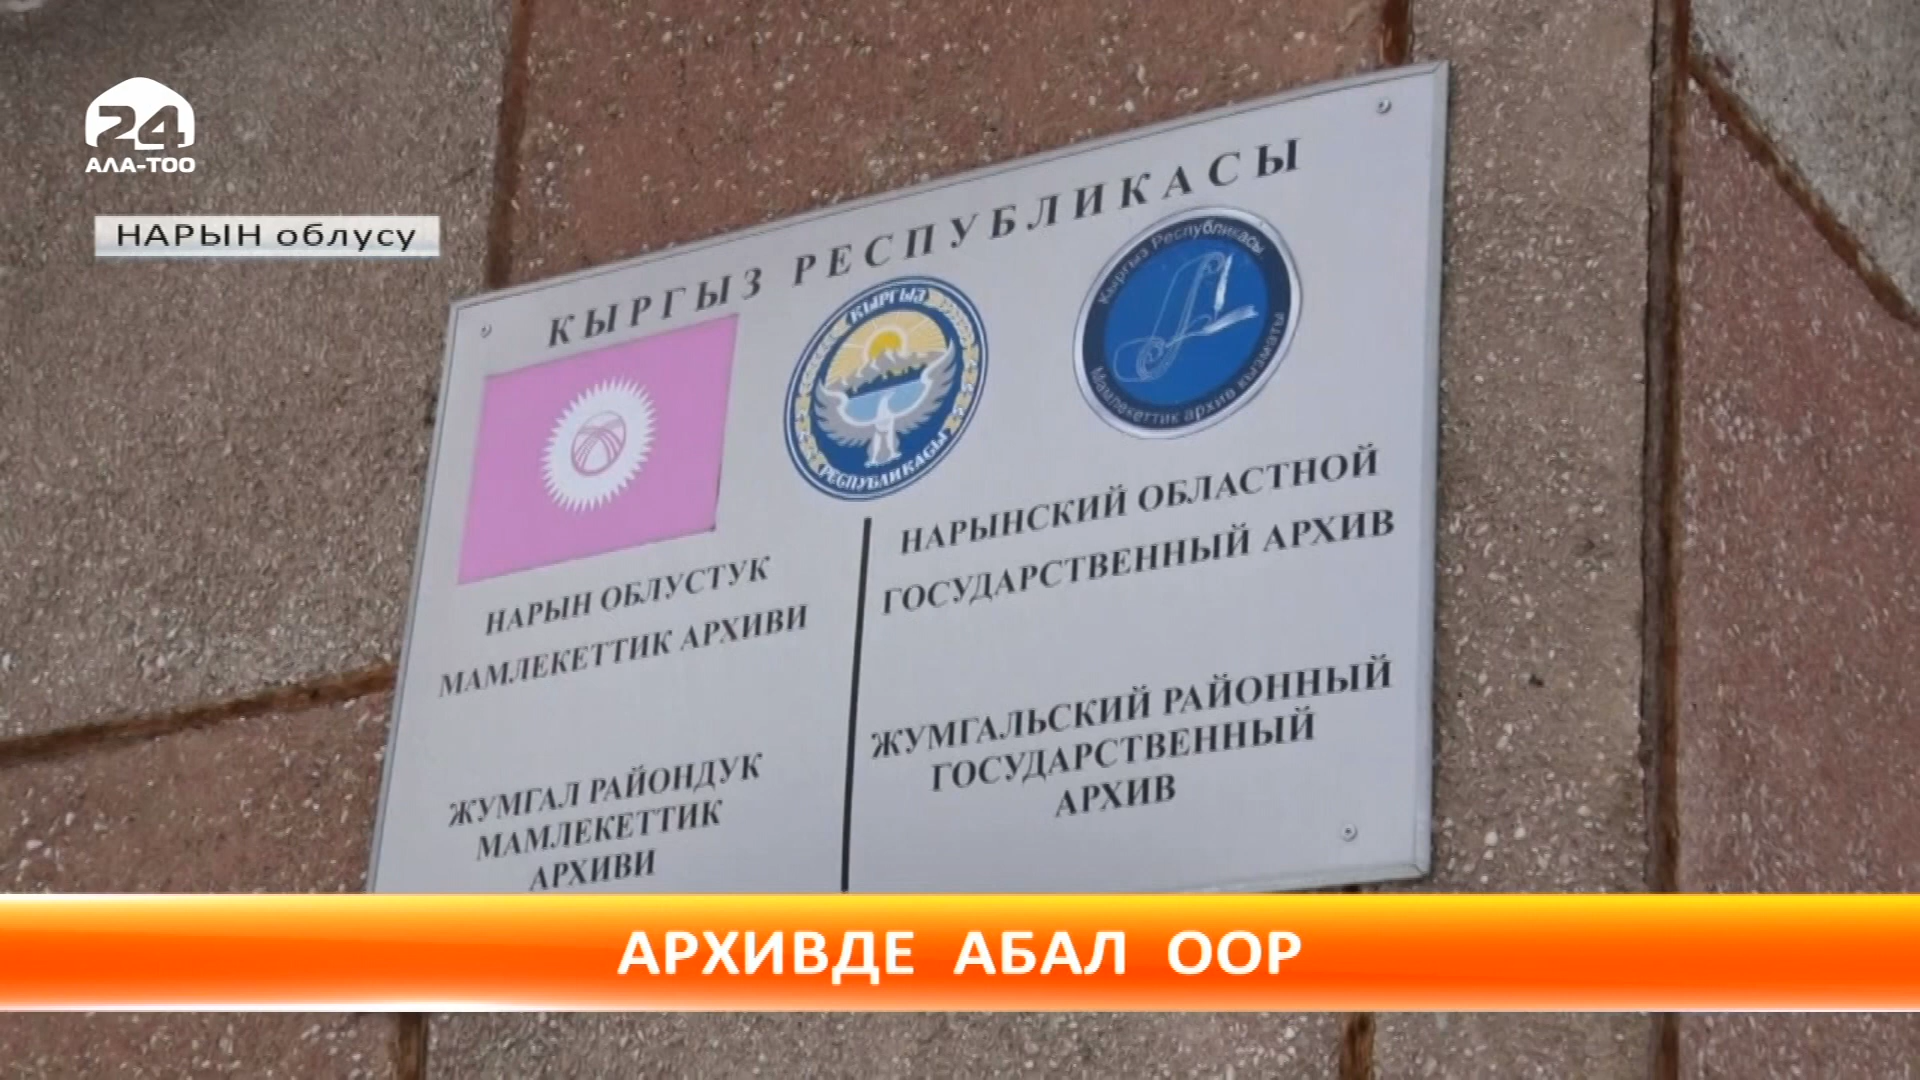 24
АЛА-ТОО
НАРЫН облусу
КЫРГЫЗ РЕСПУБЛИКАСЫ
КЫРГЫЗ
РЕСПУБЛИКАСЫ
Кыргыз Республикасы
Мамлекеттик архив кызматы
НАРЫН ОБЛУСТУК
МАМЛЕКЕТТИК АРХИВИ
ЖУМГАЛ РАЙОНДУК
МАМЛЕКЕТТИК
АРХИВИ
НАРЫНСКИЙ ОБЛАСТНОЙ
ГОСУДАРСТВЕННЫЙ АРХИВ
ЖУМГАЛЬСКИЙ РАЙОННЫЙ
ГОСУДАРСТВЕННЫЙ
АРХИВ
АРХИВДЕ АБАЛ ООР